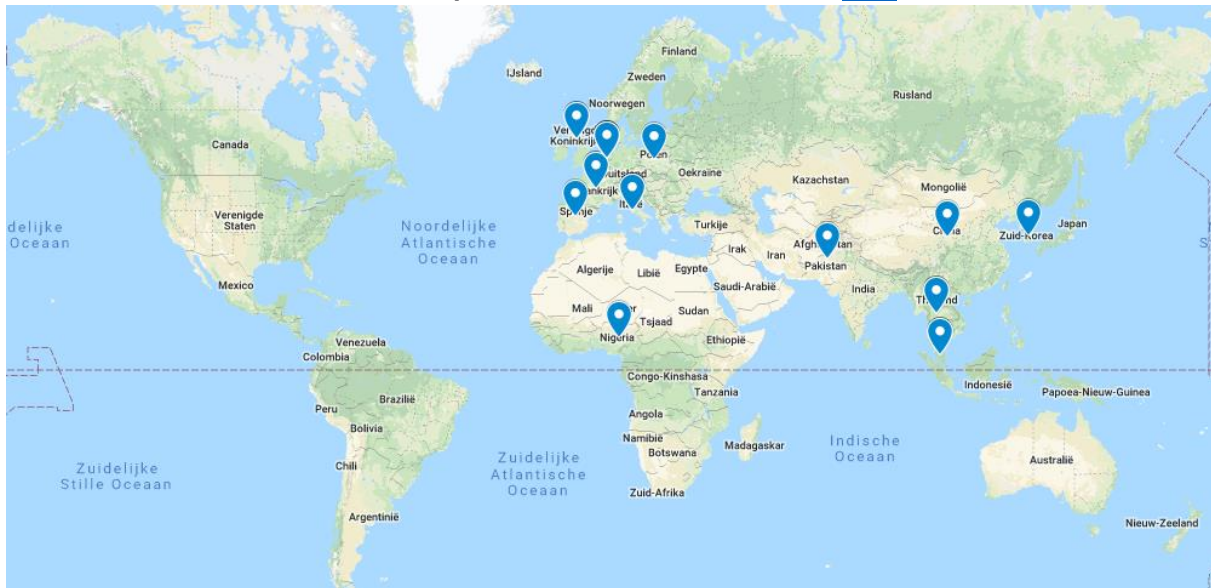 IJsland
Finland
Zweden
Noorwegen
Rusland
Canada
Koninkrijk
Oekraïne
Kazachstan
Mongolië
Verenigde
Staten
Noordelijke
Atlantische
Oceaan
delijke
Oceaan
Turkije
Zuid-Korea
Japan
Irak
Iran
Pakistan
Algerije
Libië
Egypte
Saudi-Arabië
India
Mexico
Mali
Tsjaad
Sudan
Nigeria
Ethiopië
Venezuela
Colombia
Congo-Kinshasa
Tanzania
Indonesië
Papoea-Nieuw-Guinea
Peru
Brazilië
Angola
Bolivia
Namibië
Botswana
Madagaskar
Indische
Oceaan
Australië
Chili
Zuidelijke
Stille Oceaan
Zuidelijke
Atlantische
Oceaan
Zuid-Afrika
Argentinië
Nieuw-Zeeland